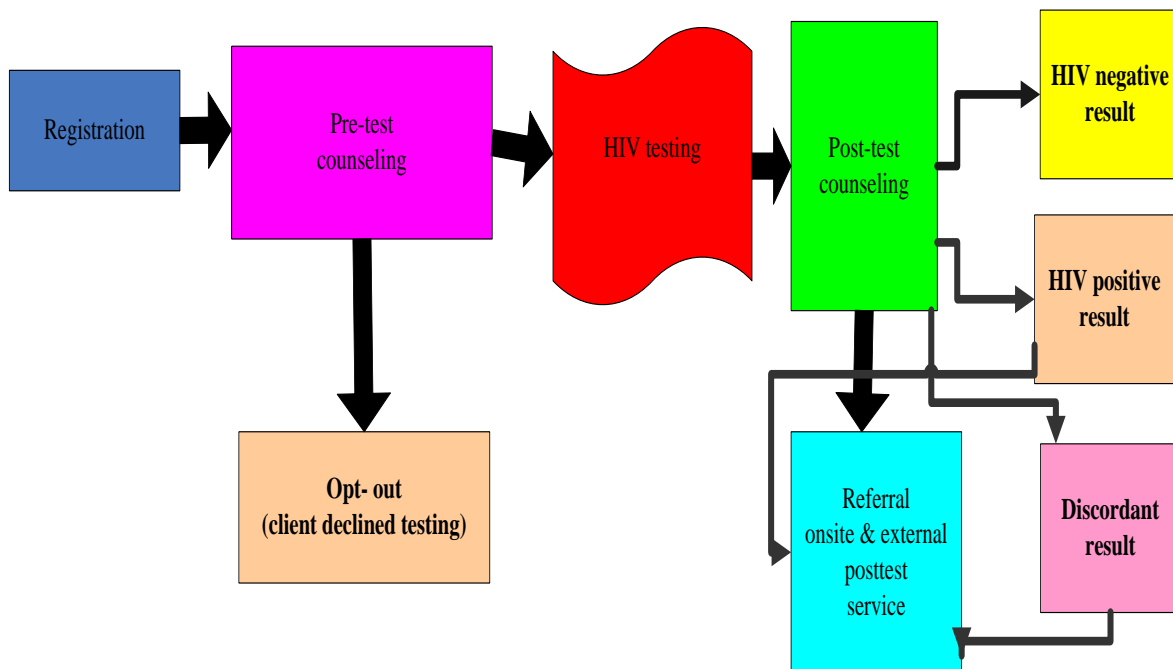 Registration
Pre-test
counseling
HIV testing
Post-test
counseling
HIV negative
result
HIV positive
result
Opt- out
(client declined testing)
Referral
onsite & external
posttest
service
Discordant
result